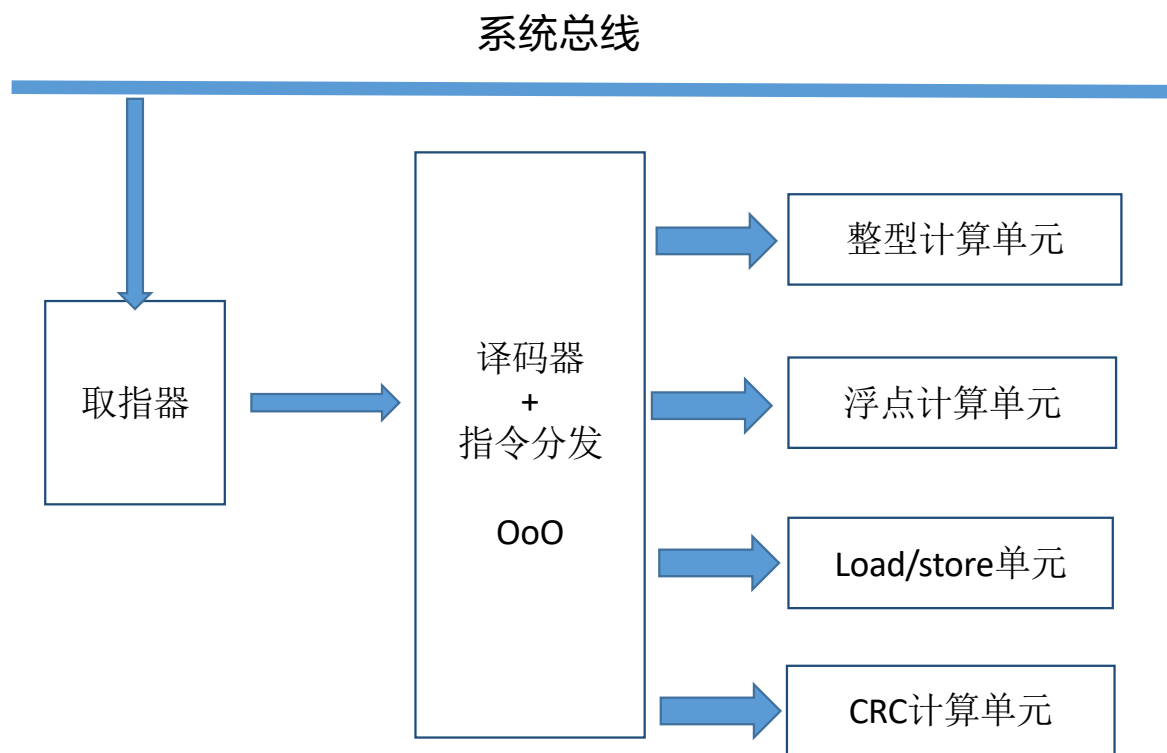 系统总线
取指器
译码器
+
指令分发
OoO
整型计算单元
浮点计算单元
Load/store单元
CRC计算单元